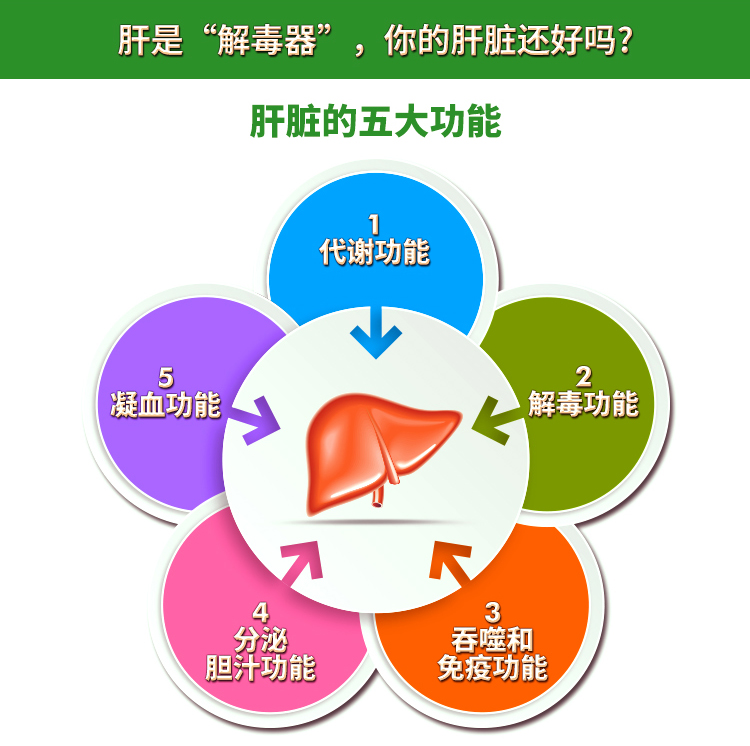 肝是“解毒器”，你的肝脏还好吗?
肝脏的五大功能
1
代谢功能
2
解毒功能
3
吞噬和
免疫功能
4
分泌
胆汁功能
5
凝血功能